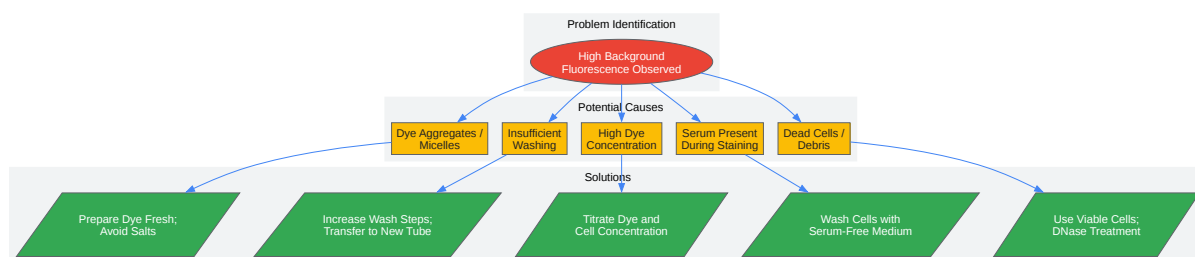 Problem Identification
High Background
Fluorescence Observed
Potential Causes
Dye Aggregates /
Micelles
Insufficient
Washing
High Dye
Concentration
Serum Present
During Staining
Dead Cells /
Debris
Solutions
Prepare Dye Fresh;
Avoid Salts
Increase Wash Steps;
Transfer to New Tube
Titrate Dye and
Cell Concentration
Wash Cells with
Serum-Free Medium
Use Viable Cells;
DNase Treatment